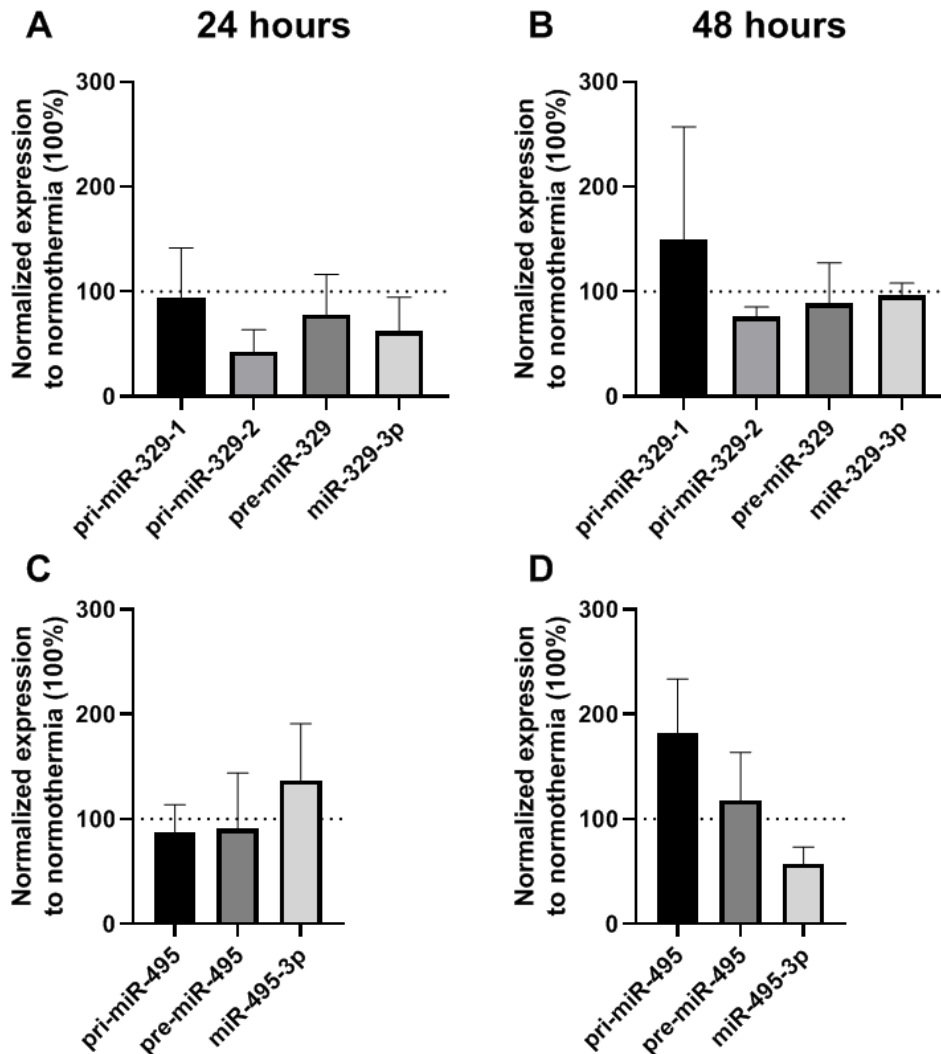 A 24 hours
B 48 hours
Normalized expression
to normothermia (100%)
300
200
100
0
pri-miR-329-1
pri-miR-329-2
pre-miR-329
miR-329-3p
Normalized expression
to normothermia (100%)
300
200
100
0
pri-miR-329-1
pri-miR-329-2
pre-miR-329
miR-329-3p
C
Normalized expression
to normothermia (100%)
300
200
100
0
pri-miR-495
pre-miR-495
miR-495-3p
D
Normalized expression
to normothermia (100%)
300
200
100
0
pri-miR-495
pre-miR-495
miR-495-3p